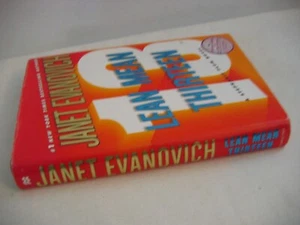 #1 NEW YORK TIMES BESTSELLING AUTHOR
JANET EVANOVICH
LEAN MEAN
THIRTEEN
13
JANET EVANOVICH
LEAN MEAN
THIRTEEN